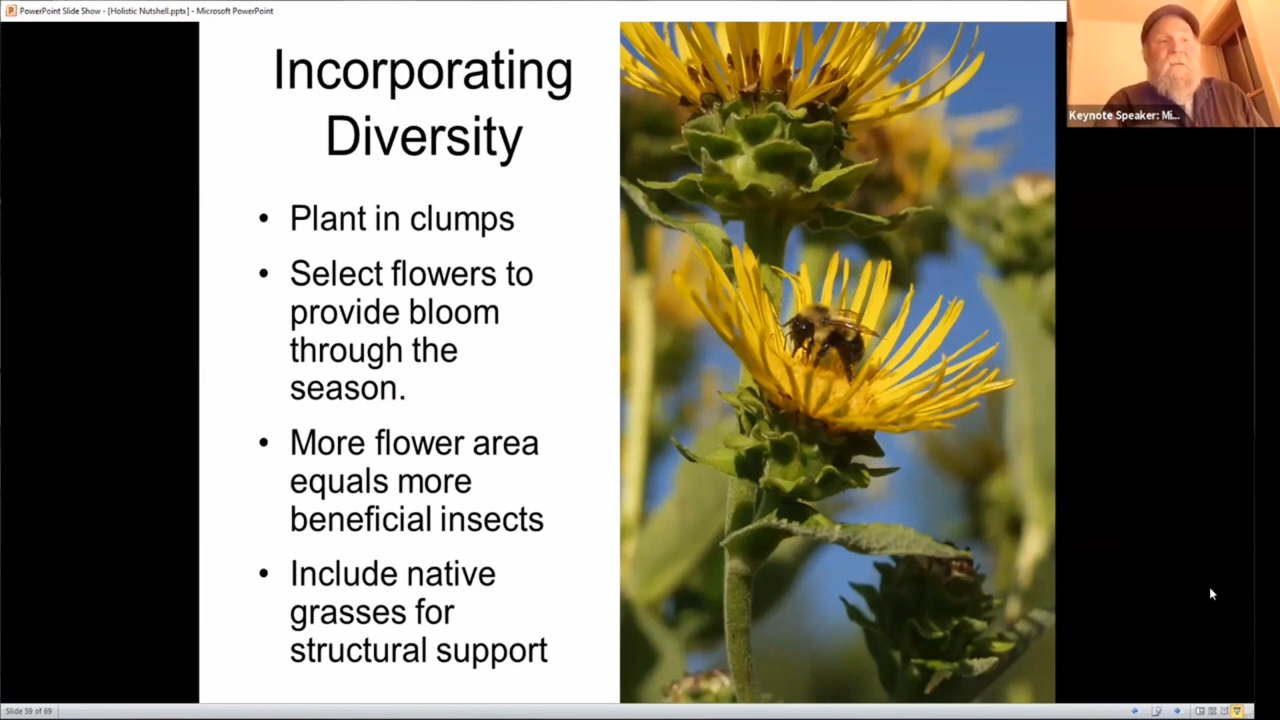 PowerPoint Slide Show - [Holistic Nutshell.pptx] - Microsoft PowerPoint
Incorporating
Diversity
• Plant in clumps
• Select flowers to
provide bloom
through the
season.
• More flower area
equals more
beneficial insects
• Include native
grasses for
structural support
Keynote Speaker: Mi...
Slide 59 of 69